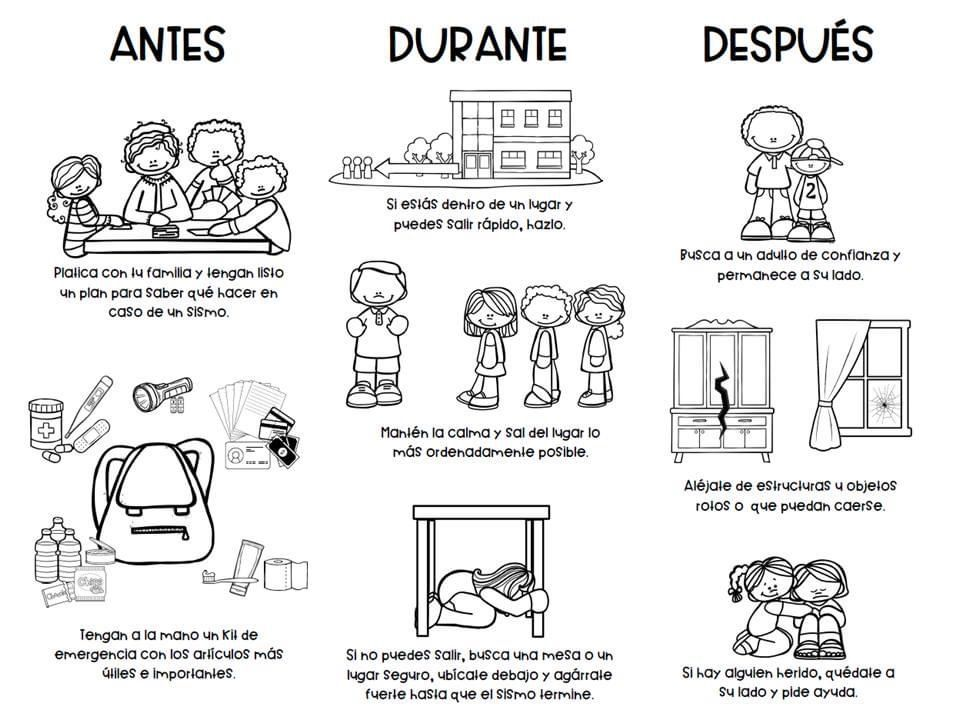 ANTES
Platica con tu familia y tengan listo
un plan para saber qué hacer en
caso de un sismo.
Tengan a la mano un Kit de
emergencia con los artículos más
útiles e importantes.
DURANTE
Si estás dentro de un lugar y
puedes salir rápido, hazlo.
Mantén la calma y sal del lugar lo
más ordenadamente posible.
Si no puedes salir, busca una mesa o un
lugar seguro, ubícate debajo y agárrate
fuerte hasta que el sismo termine.
DESPUÉS
2
Busca a un adulto de confianza y
permanece a su lado.
Aléjate de estructuras y objetos
rotos o que puedan caerse.
Si hay alguien herido, quédate a
su lado y pide ayuda.